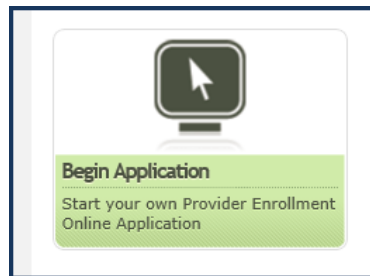 Begin Application
Start your own Provider Enrollment
Online Application